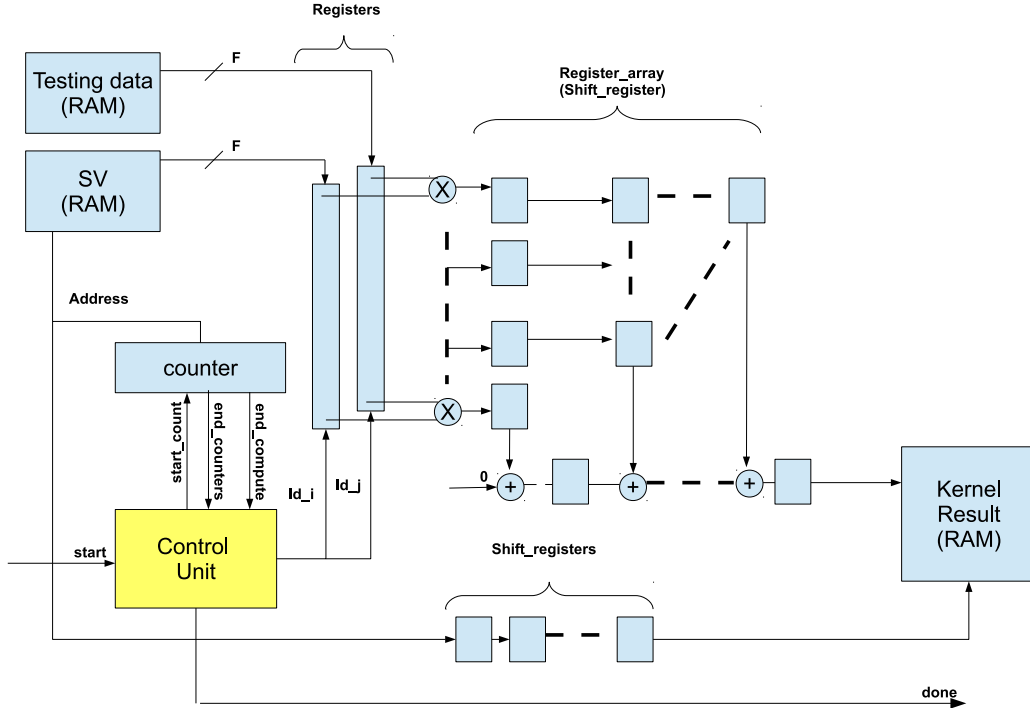 Registers
F
Testing data
(RAM)
Register_array
(Shift_register)
F
SV
(RAM)
X
Address
counter
X
start_count
end_counters
end_compute
ld_i
ld_j
0
+
+
+
Kernel
Result
(RAM)
start
Control
Unit
Shift_registers
done